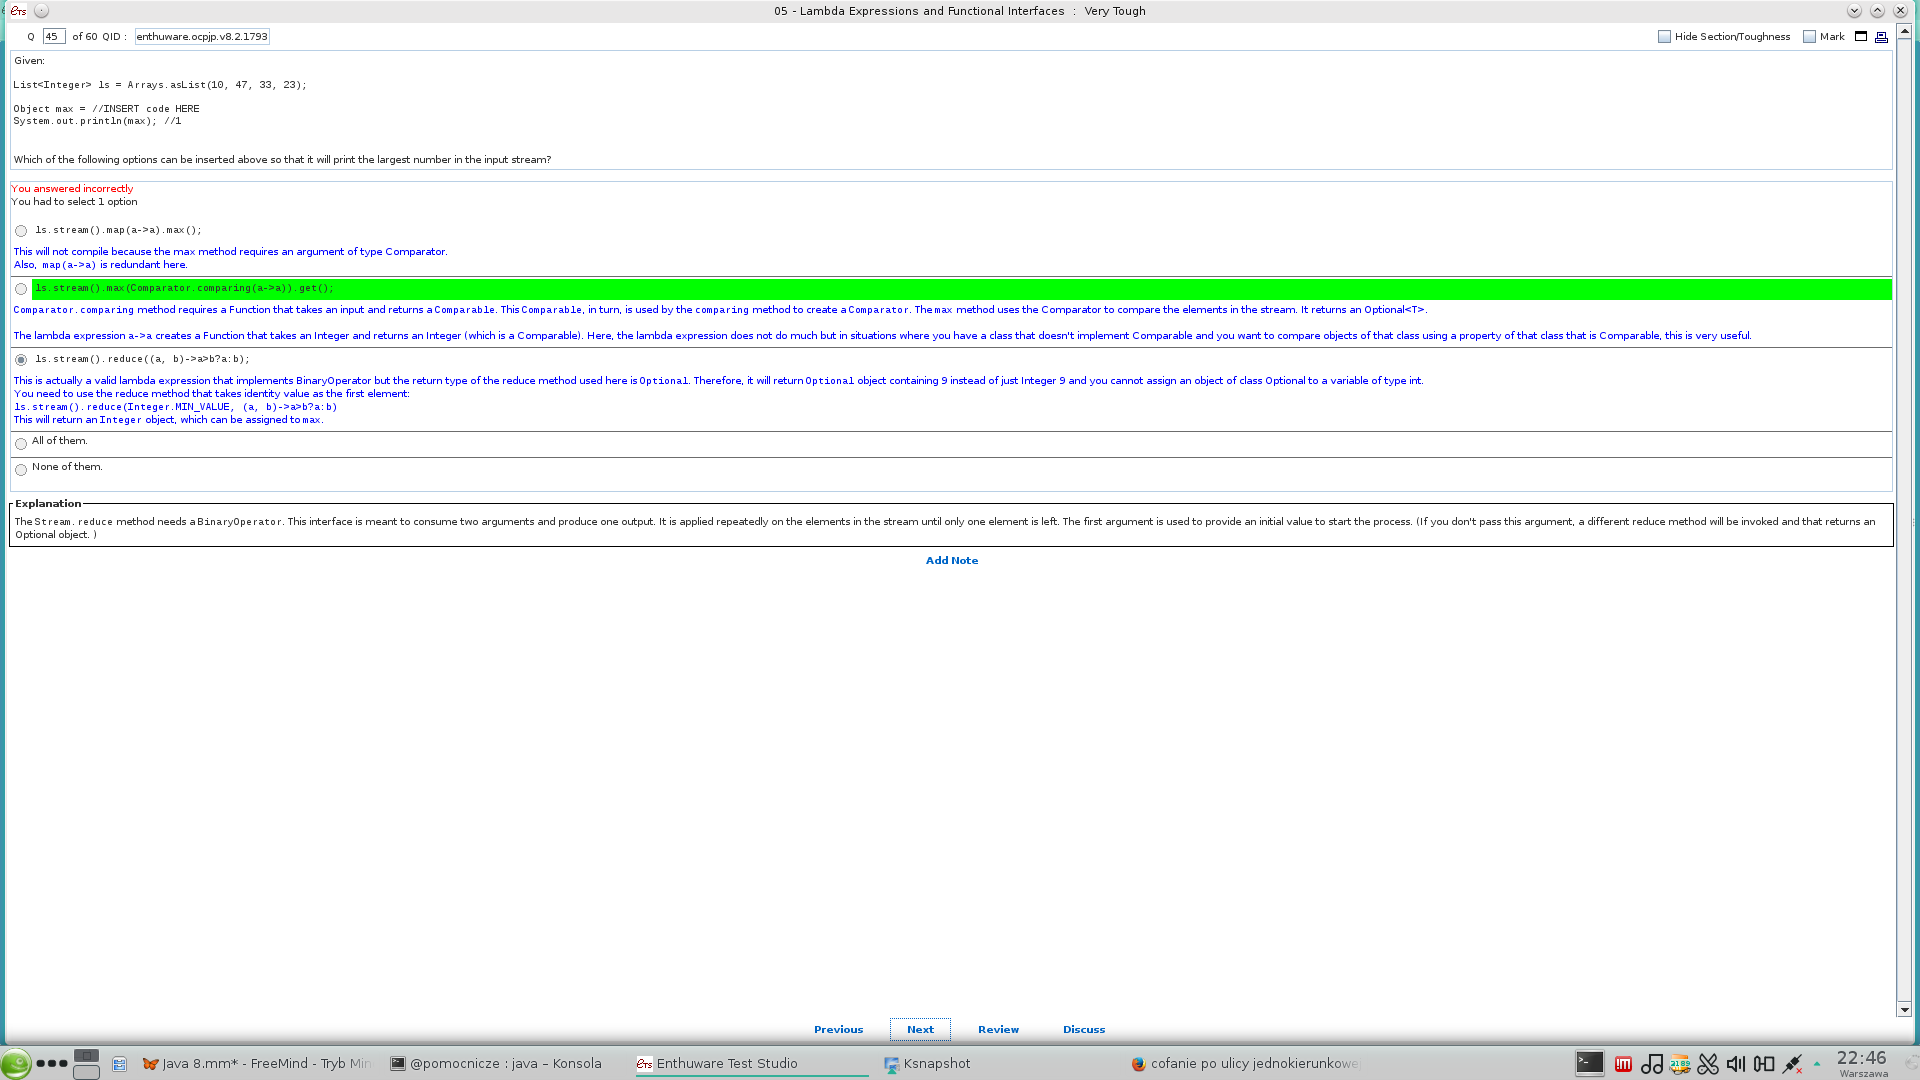 05 - Lambda Expressions and Functional Interfaces : Very Tough
Q 45 of 60 QID : enthuware.ocpjp.v8.2.1793
Hide Section/Toughness Mark
Given:
List<Integer> ls = Arrays.asList(10, 47, 33, 23);
Object max = //INSERT code HERE
System.out.println(max); //1
Which of the following options can be inserted above so that it will print the largest number in the input stream?
You answered incorrectly
You had to select 1 option
ls.stream().map(a->a).max();
This will not compile because the max method requires an argument of type Comparator.
Also, map(a->a) is redundant here.
ls.stream().max(Comparator.comparing(a->a)).get();
Comparator.comparing method requires a Function that takes an input and returns a Comparable. This Comparable, in turn, is used by the comparing method to create a Comparator. The max method uses the Comparator to compare the elements in the stream. It returns an Optional<T>.
The lambda expression a->a creates a Function that takes an Integer and returns an Integer (which is a Comparable). Here, the lambda expression does not do much but in situations where you have a class that doesn't implement Comparable and you want to compare objects of that class using a property of that class that is Comparable, this is very useful.
ls.stream().reduce((a, b)->a>b?a:b);
This is actually a valid lambda expression that implements BinaryOperator but the return type of the reduce method used here is Optional. Therefore, it will return Optional object containing 9 instead of just Integer 9 and you cannot assign an object of class Optional to a variable of type int.
You need to use the reduce method that takes identity value as the first element:
ls.stream().reduce(Integer.MIN_VALUE, (a, b)->a>b?a:b)
This will return an Integer object, which can be assigned to max.
All of them.
None of them.
Explanation
The Stream.reduce method needs a BinaryOperator. This interface is meant to consume two arguments and produce one output. It is applied repeatedly on the elements in the stream until only one element is left. The first argument is used to provide an initial value to start the process. (If you don't pass this argument, a different reduce method will be invoked and that returns an
Optional object. )
Add Note
Previous Next Review Discuss
Java 8.mm* - FreeMind - Tryb Min @pomocnicze : java – Konsola Enthuware Test Studio Ksnapshot cofanie po ulicy jednokierunkowe 22:46
Warszawa